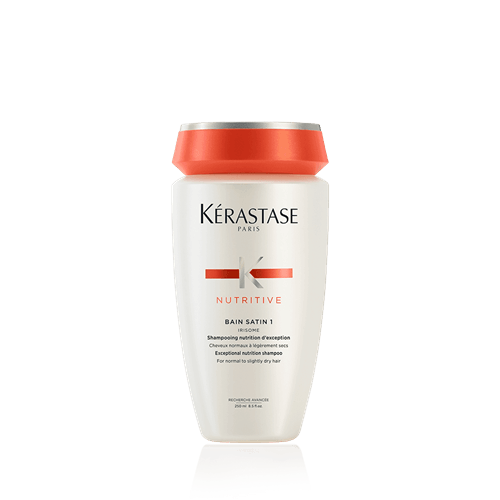 KÉRASTASE
PARIS
K
NUTRITIVE
BAIN SATIN 1
IRISOME
Shampooing nutrition d'exception
Cheveux normaux à légèrement secs
Exceptional nutrition shampoo
For normal to slightly dry hair
RECHERCHE AVANCÉE
250 ml 8.5 fl.oz.